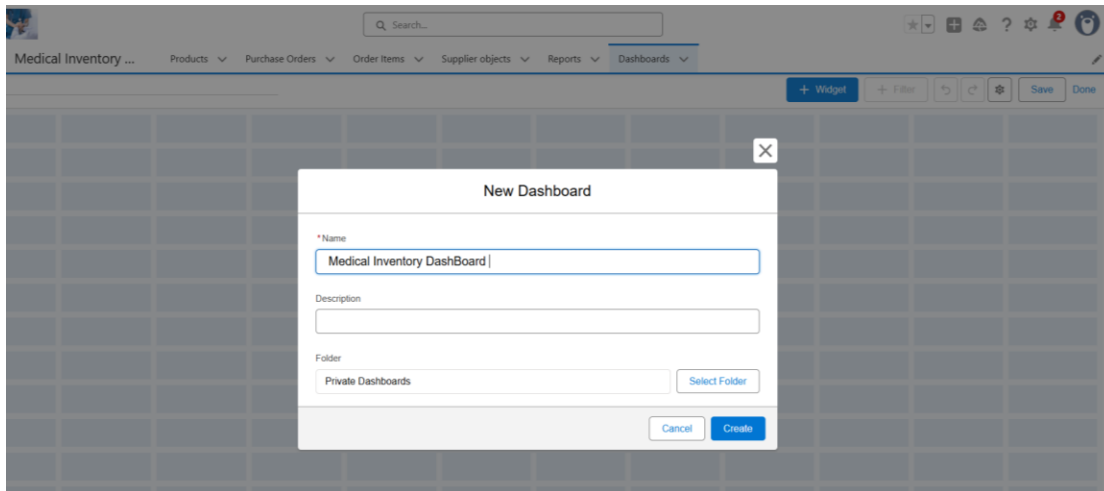 Search...
2
Medical Inventory ...
Products
Purchase Orders
Order Items
Supplier objects
Reports
Dashboards
+ Widget
+ Filter
Save
Done
New Dashboard
*Name
Medical Inventory DashBoard
Description
Folder
Private Dashboards
Select Folder
Cancel
Create